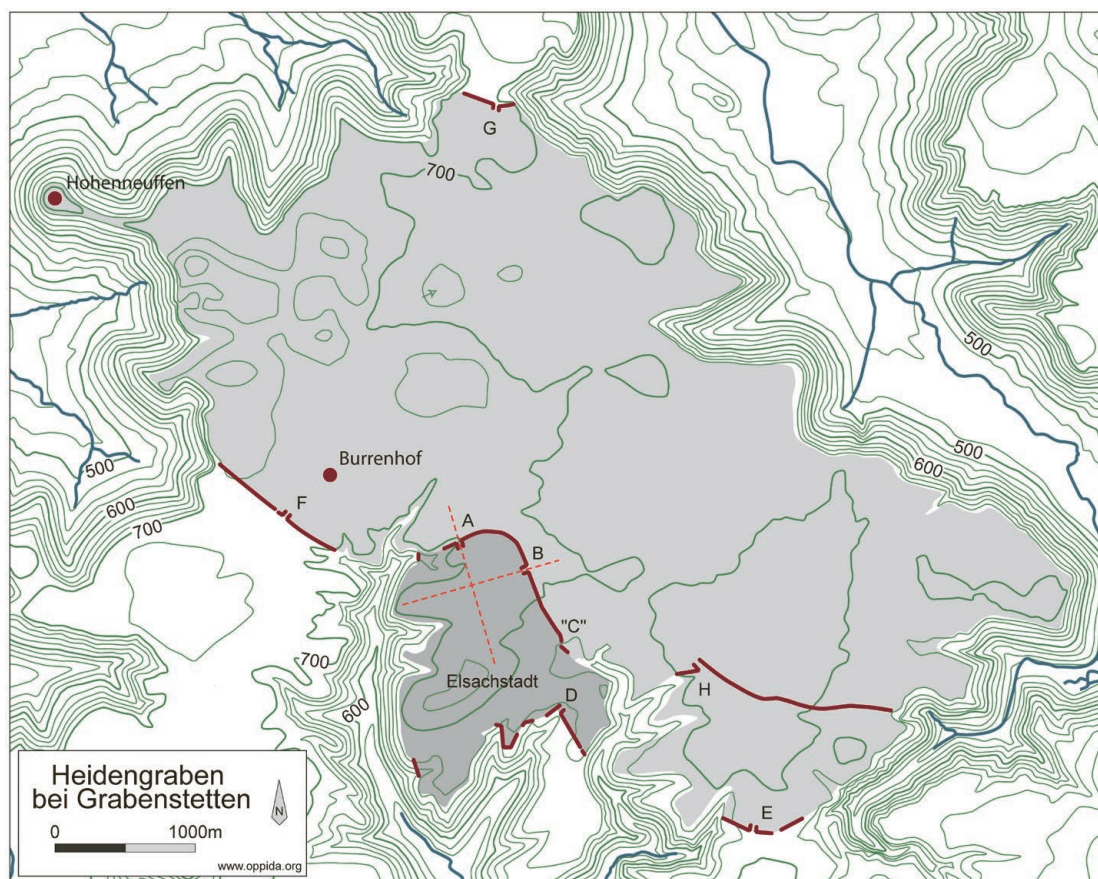 G
700
Hohenneuffen
500
500
600
Burrenhof
500
600
700
F
A
B
"C"
700
Elsachstadt
600
D
H
E
Heidengraben
bei Grabenstetten
0 1000m
N
www.oppida.org